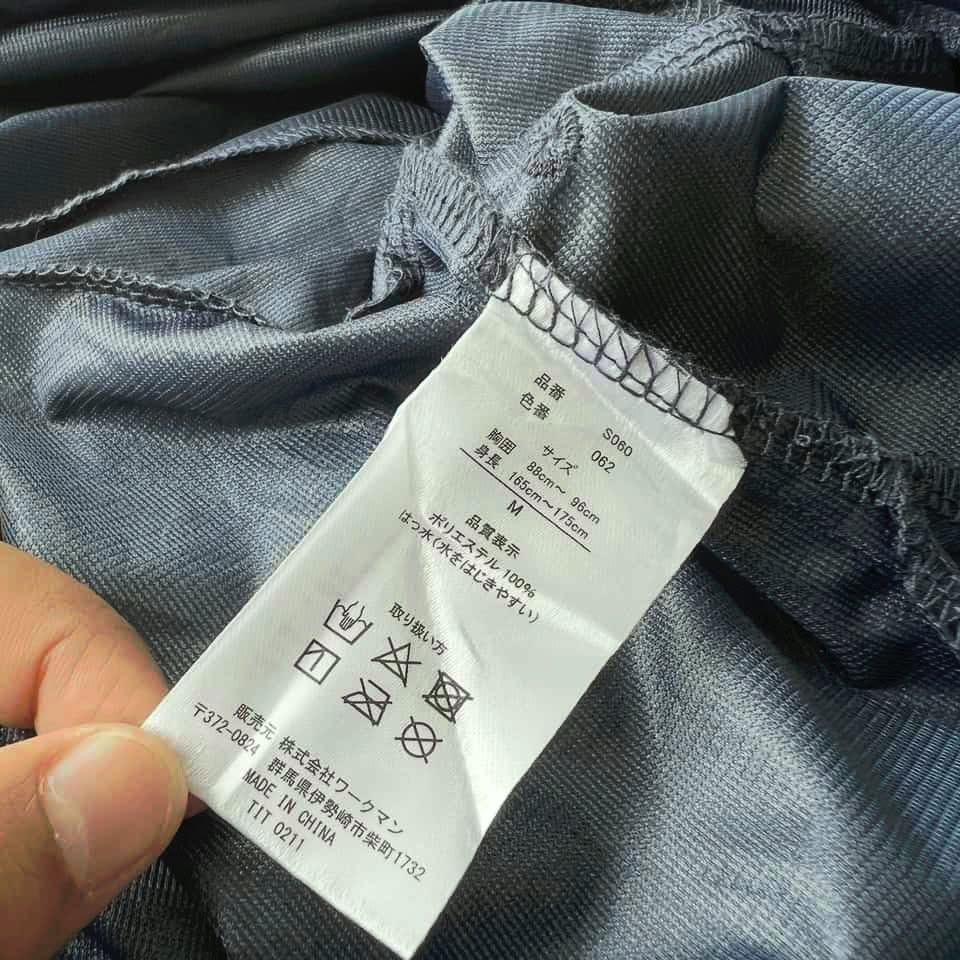 品番 S060
色番 062
サイズ
胸囲 88cm～ 96cm
身長 165cm～175cm
M
品質表示
ポリエステル 100%
はっ水(水をはじきやすい)
取り扱い方
販売元 株式会社ワークマン
〒372-0824 群馬県伊勢崎市柴町1732
MADE IN CHINA
TIT 0211